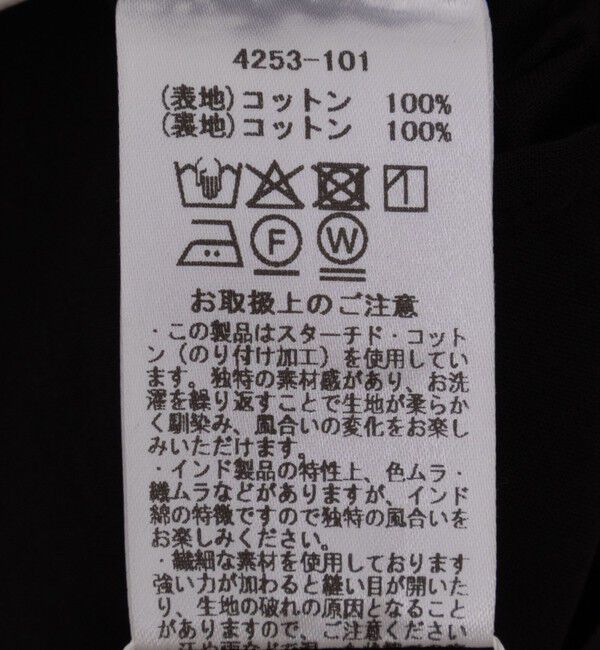 4253-101
(表地)コットン 100%
(裏地)コットン 100%
F W
お取扱上のご注意
・この製品はスターチド・コット
ン(のり付け加工)を使用してい
ます。独特の素材感があり、お洗
濯を繰り返すことで生地が柔らか
く馴染み、風合いの変化をお楽し
みいただけます。
・インド製品の特性上、色ムラ・
織ムラなどがありますが、インド
綿の特徴ですので独特の風合いを
お楽しみください。
・繊細な素材を使用しております
強い力が加わると縫い目が開いた
り、生地の破れの原因となること
がありますので、ご注意ください